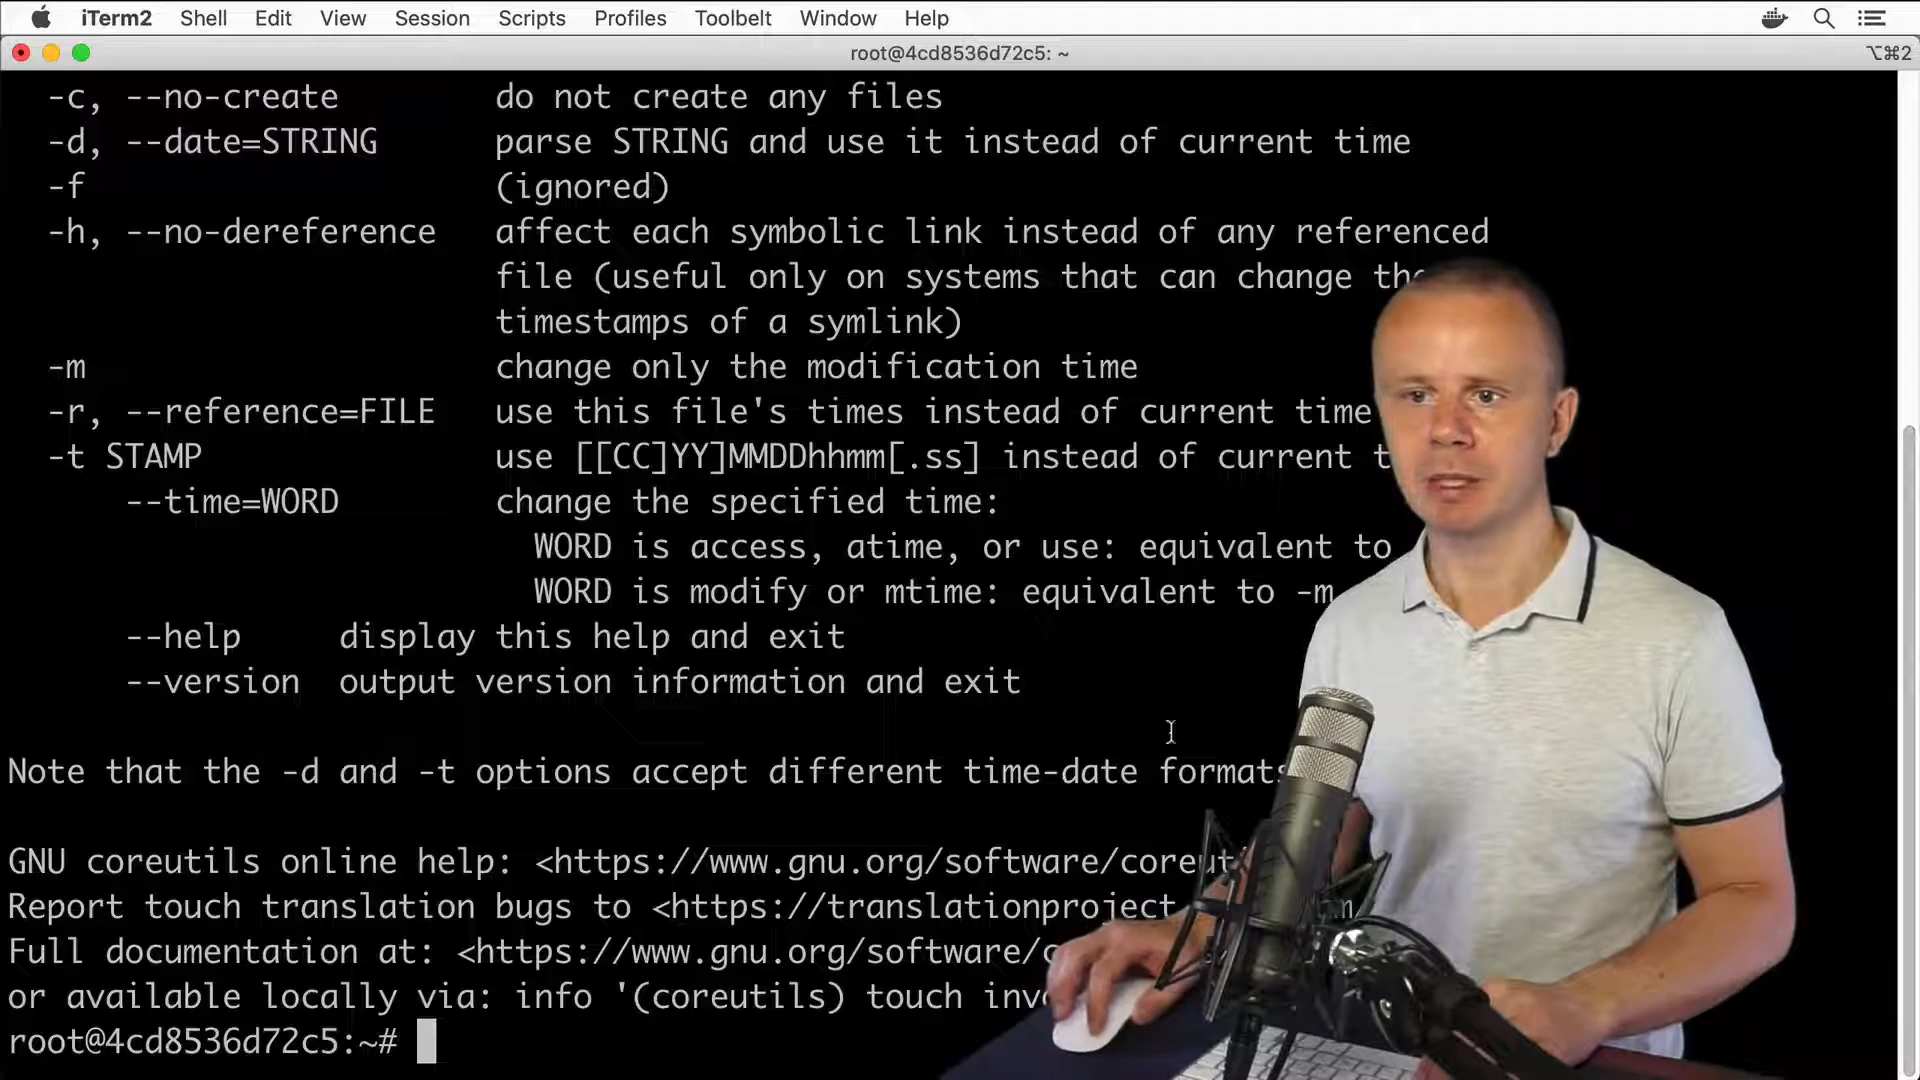 iTerm2 Shell Edit View Session Scripts Profiles Toolbelt Window Help
root@4cd8536d72c5: ~
⌥⌘2
-c, --no-create do not create any files
-d, --date=STRING parse STRING and use it instead of current time
-f (ignored)
-h, --no-dereference affect each symbolic link instead of any referenced
file (useful only on systems that can change the
timestamps of a symlink)
-m change only the modification time
-r, --reference=FILE use this file's times instead of current time
-t STAMP use [[CC]YY]MMDDhhmm[.ss] instead of current t
--time=WORD change the specified time:
WORD is access, atime, or use: equivalent to
WORD is modify or mtime: equivalent to -m
--help display this help and exit
--version output version information and exit
Note that the -d and -t options accept different time-date formats
GNU coreutils online help: <https://www.gnu.org/software/coreuti
Report touch translation bugs to <https://translationproject
Full documentation at: <https://www.gnu.org/software/c
or available locally via: info '(coreutils) touch inv
root@4cd8536d72c5:~#